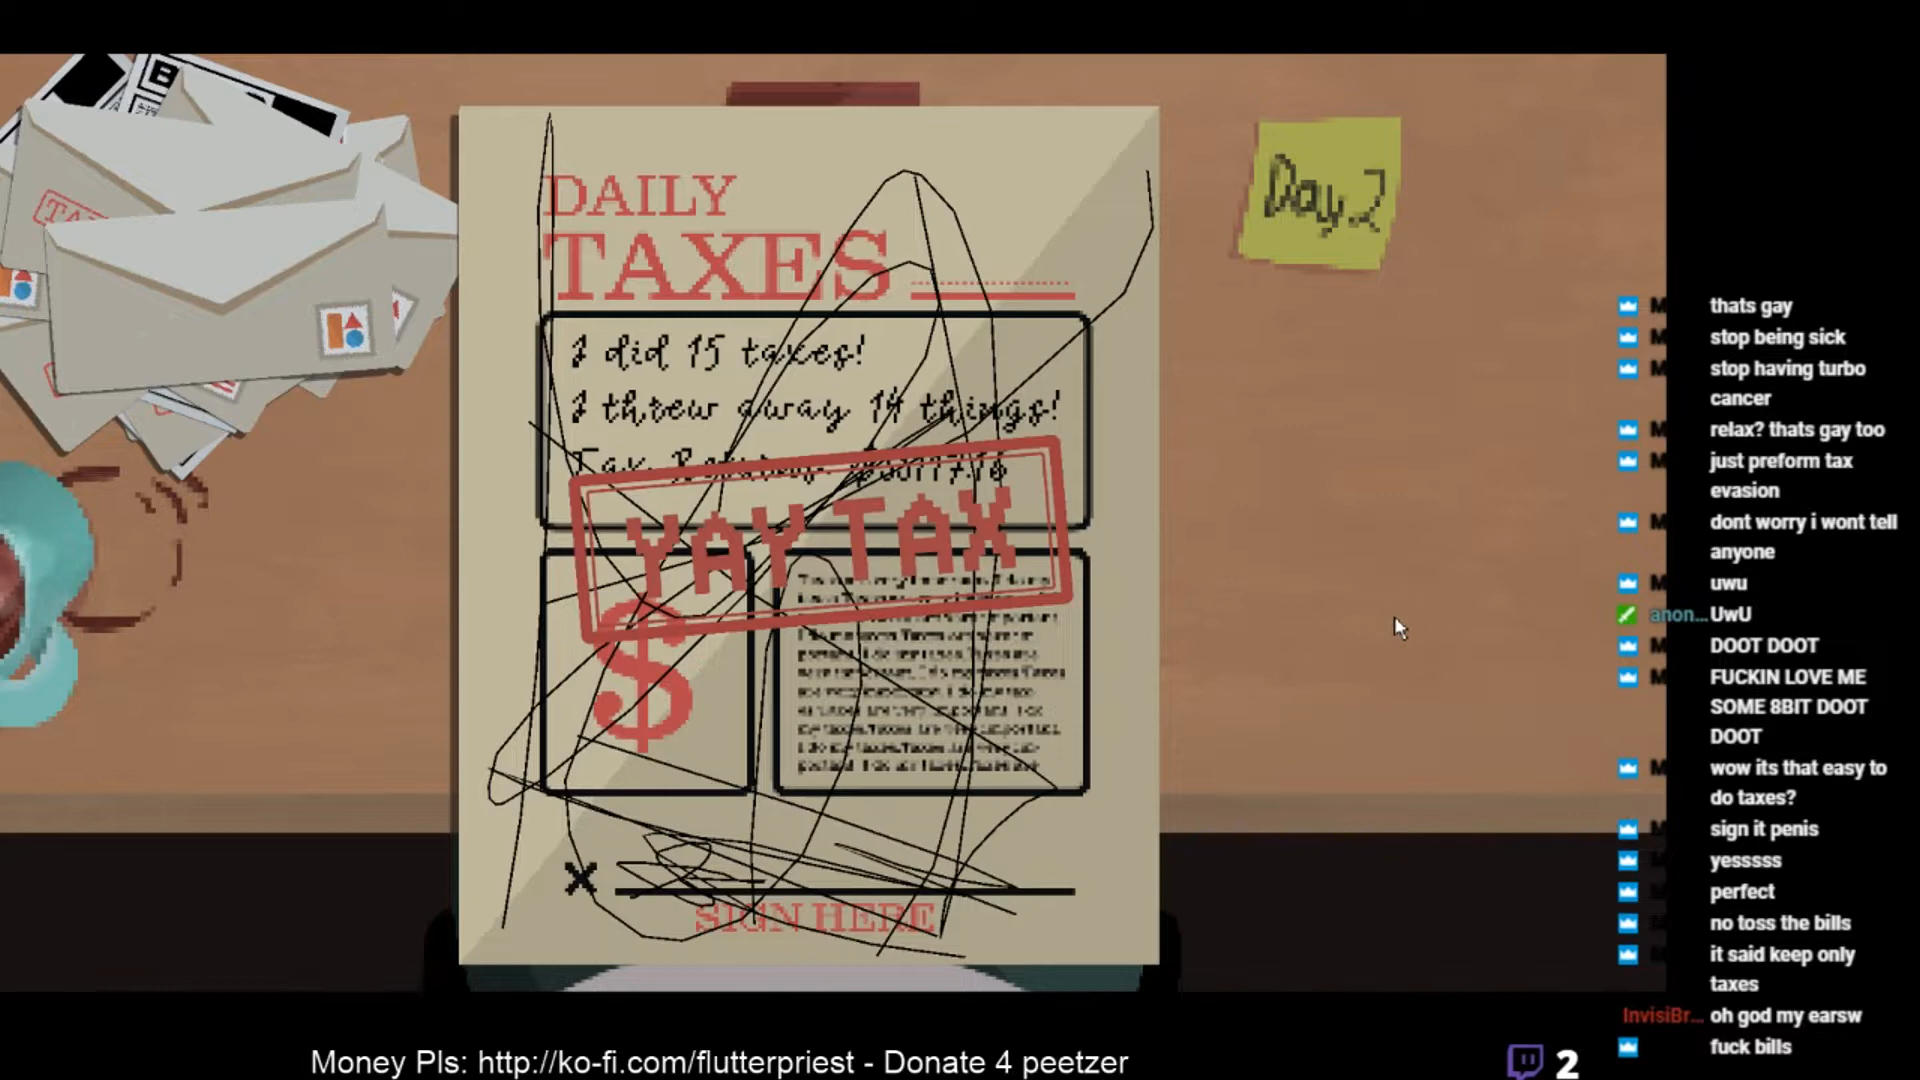 B
TAX
DAILY
TAXES
Day 2
I did 15 taxes!
I threw away 14 things!
Tax
YAY TAX
$
X
SIGN HERE
M thats gay
M stop being sick
M stop having turbo
cancer
M relax? thats gay too
M just preform tax
evasion
M dont worry i wont tell
anyone
M uwu
anon... UwU
M DOOT DOOT
M FUCKIN LOVE ME
SOME 8BIT DOOT
DOOT
M wow its that easy to
do taxes?
M sign it penis
yesssss
perfect
no toss the bills
it said keep only
taxes
InvisiBr... oh god my earsw
fuck bills
Money Pls: http://ko-fi.com/flutterpriest - Donate 4 peetzer
2